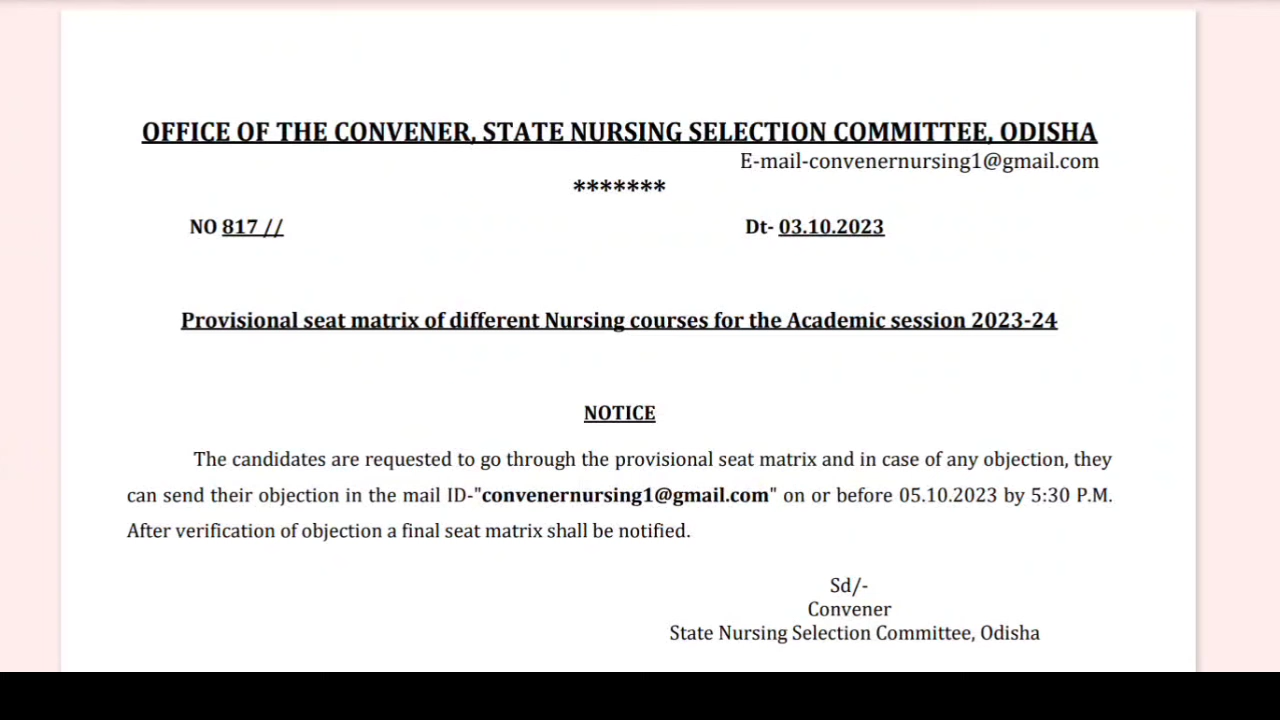 OFFICE OF THE CONVENER, STATE NURSING SELECTION COMMITTEE, ODISHA
E-mail-convenernursing1@gmail.com
*******
NO 817 // Dt- 03.10.2023
Provisional seat matrix of different Nursing courses for the Academic session 2023-24
NOTICE
The candidates are requested to go through the provisional seat matrix and in case of any objection, they
can send their objection in the mail ID-"convenernursing1@gmail.com" on or before 05.10.2023 by 5:30 P.M.
After verification of objection a final seat matrix shall be notified.
Sd/-
Convener
State Nursing Selection Committee, Odisha